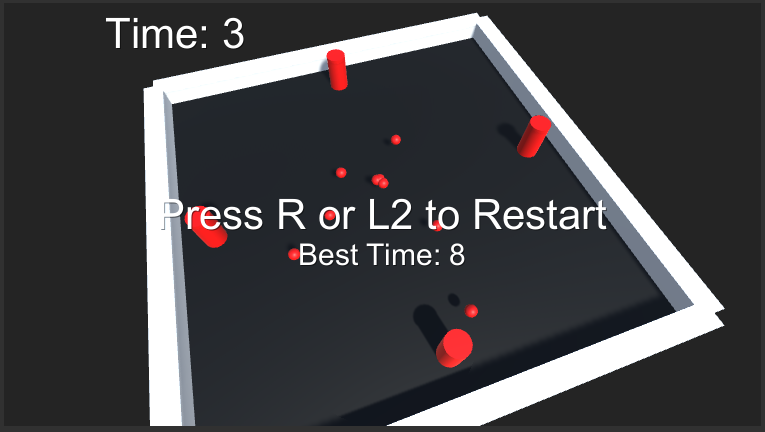 Time: 3
Press R or L2 to Restart
Best Time: 8